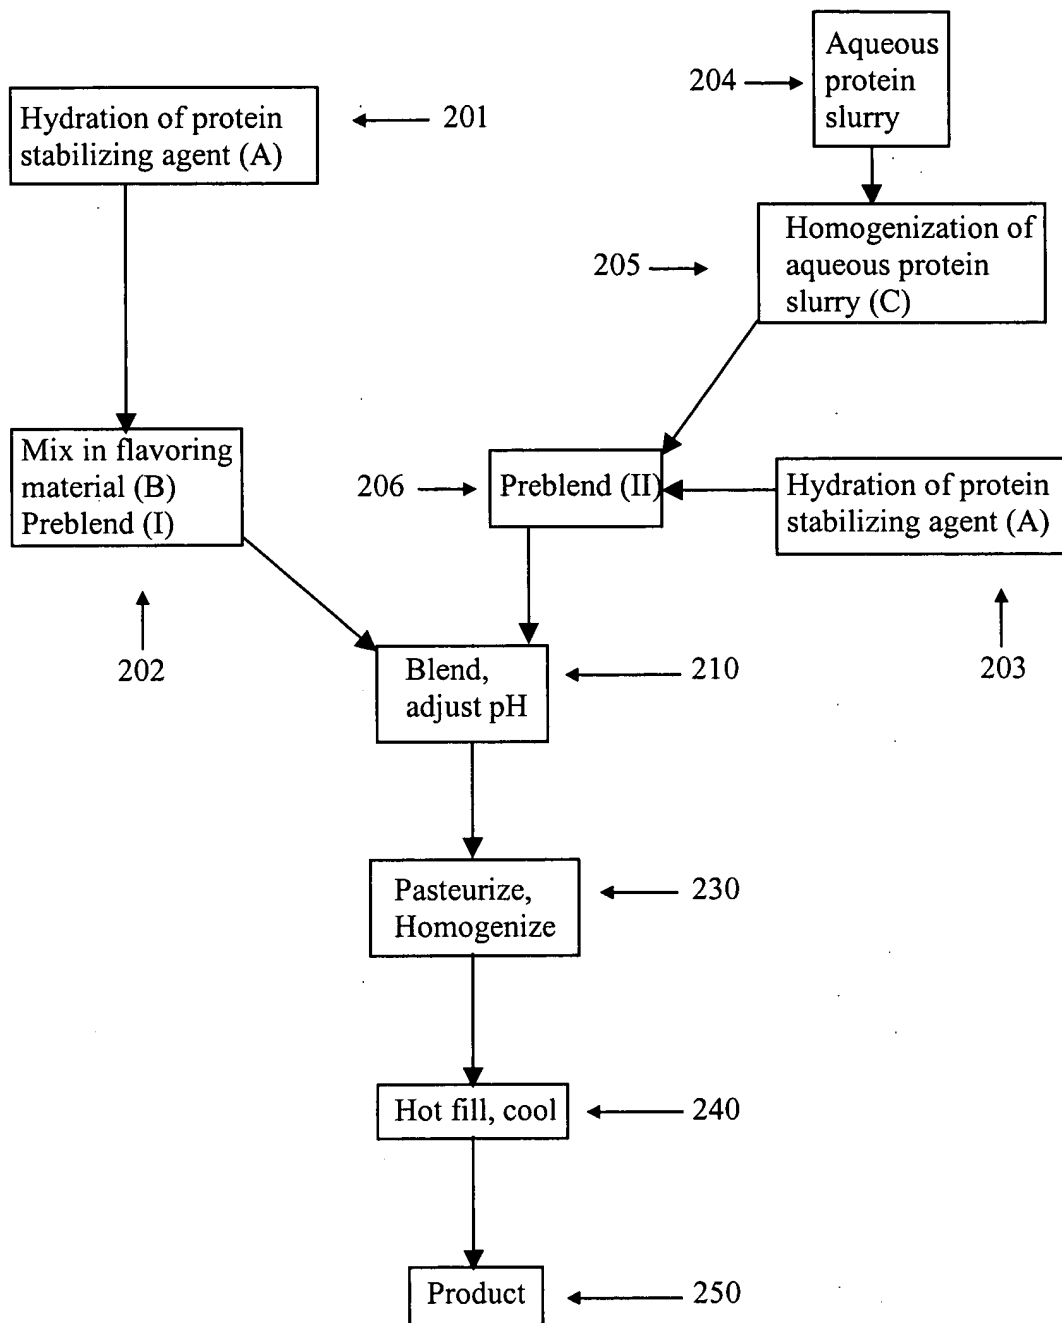 Aqueous
protein
slurry
204
Hydration of protein
stabilizing agent (A)
201
Homogenization of
aqueous protein
slurry (C)
205
Mix in flavoring
material (B)
Preblend (I)
202
206
Preblend (II)
Hydration of protein
stabilizing agent (A)
203
Blend,
adjust pH
210
Pasteurize,
Homogenize
230
Hot fill, cool
240
Product
250